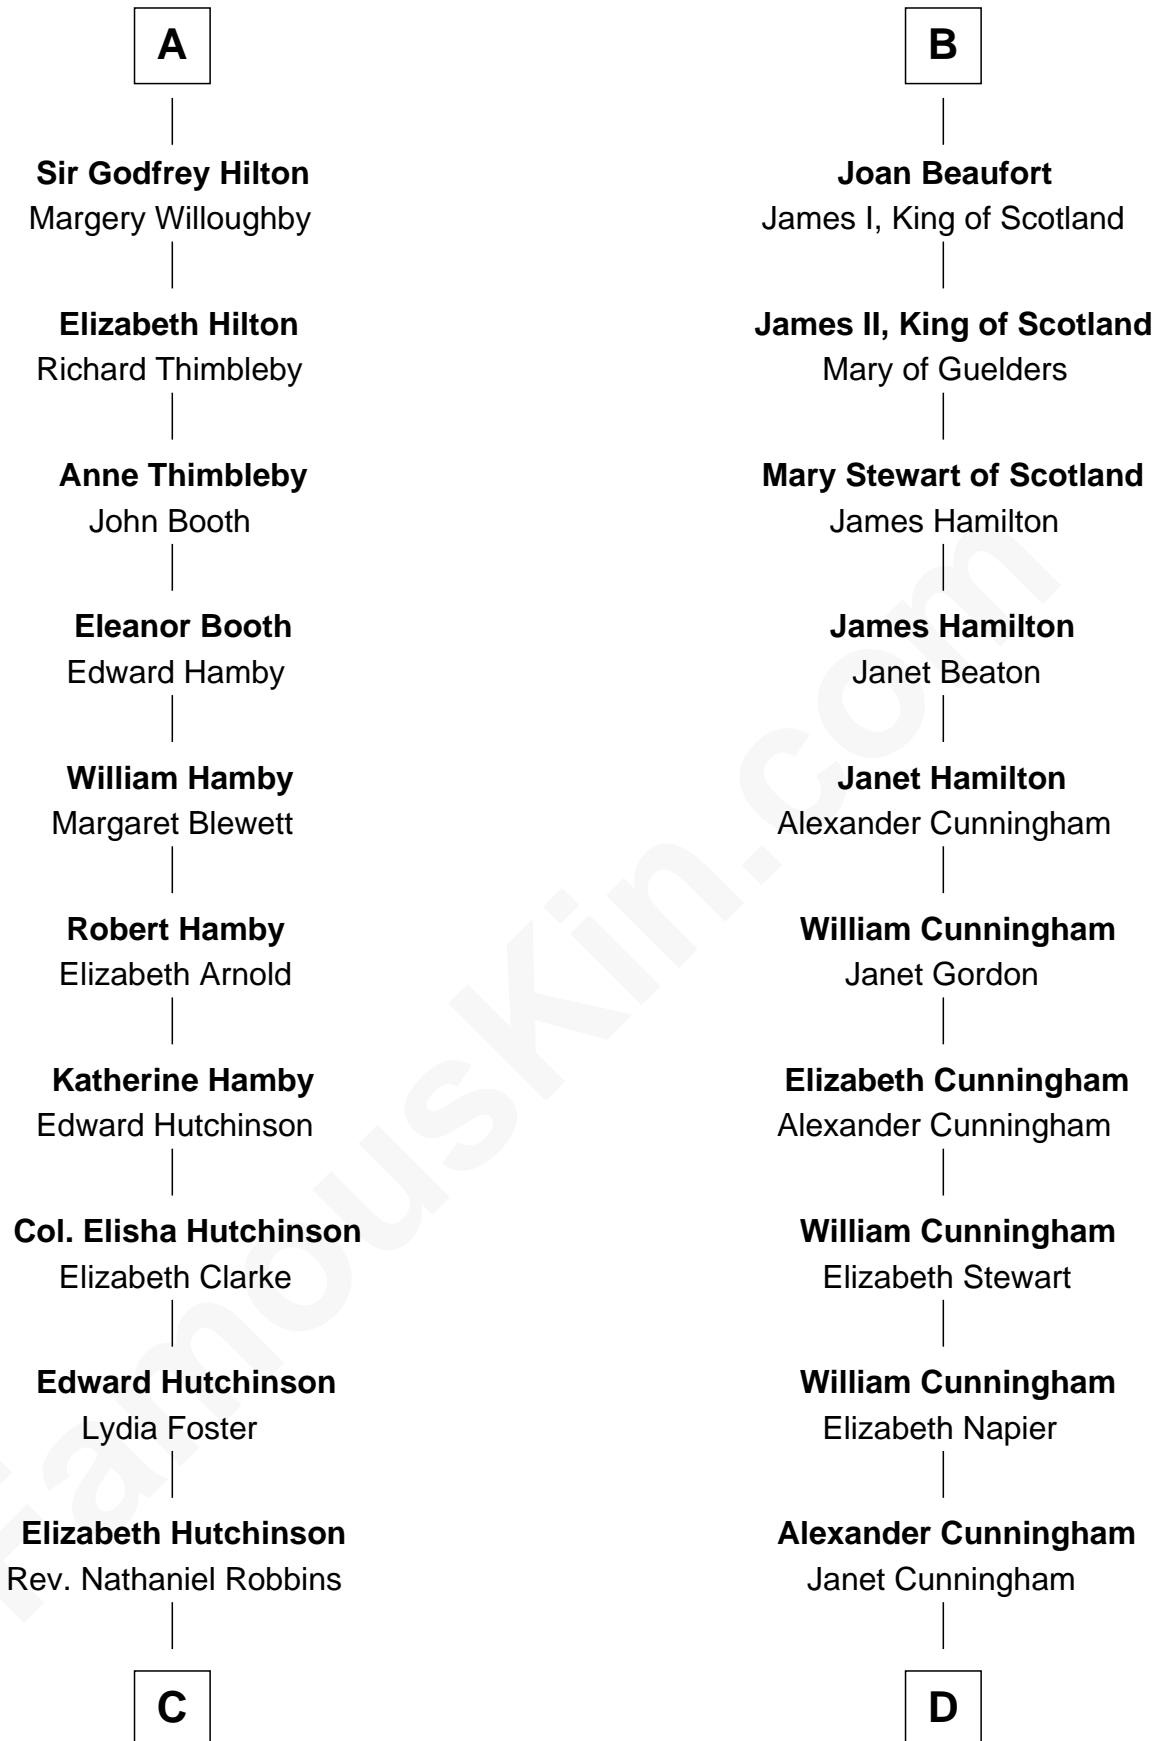 A
Sir Godfrey Hilton
Margery Willoughby
Elizabeth Hilton
Richard Thimbleby
Anne Thimbleby
John Booth
Eleanor Booth
Edward Hamby
William Hamby
Margaret Blewett
Robert Hamby
Elizabeth Arnold
Katherine Hamby
Edward Hutchinson
Col. Elisha Hutchinson
Elizabeth Clarke
Edward Hutchinson
Lydia Foster
Elizabeth Hutchinson
Rev. Nathaniel Robbins
C
B
Joan Beaufort
James I, King of Scotland
James II, King of Scotland
Mary of Guelders
Mary Stewart of Scotland
James Hamilton
James Hamilton
Janet Beaton
Janet Hamilton
Alexander Cunningham
William Cunningham
Janet Gordon
Elizabeth Cunningham
Alexander Cunningham
William Cunningham
Elizabeth Stewart
William Cunningham
Elizabeth Napier
Alexander Cunningham
Janet Cunningham
D
FamousKin.com